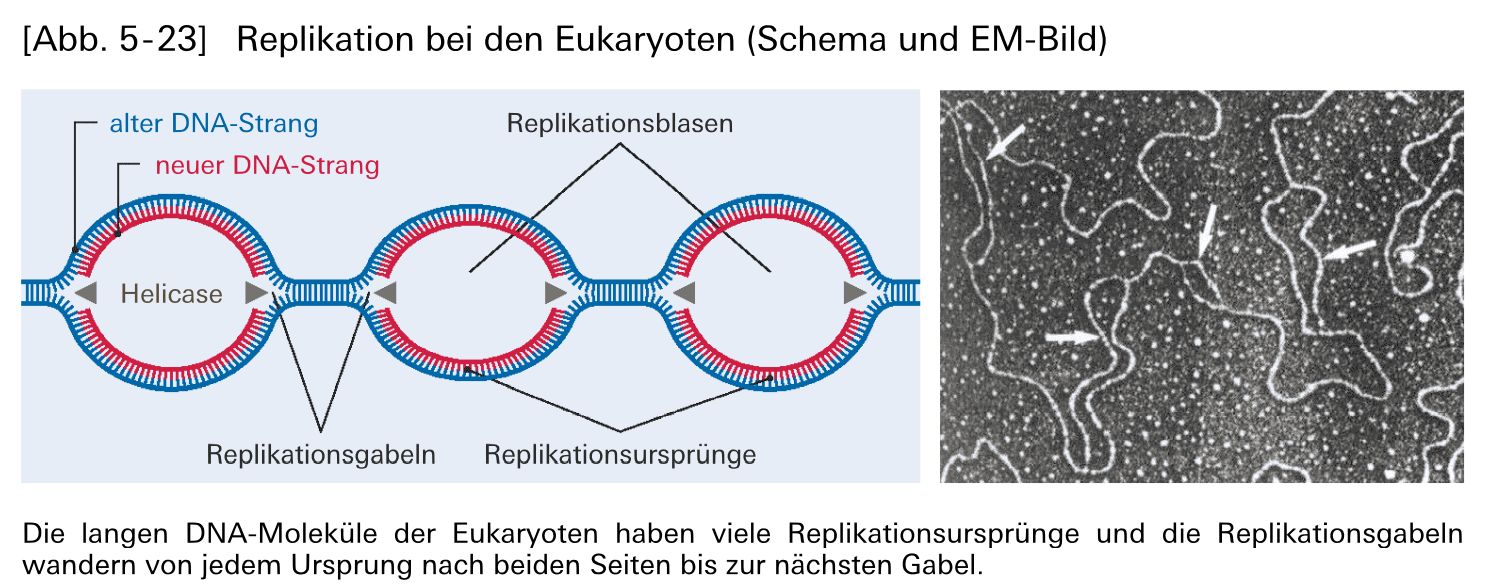 [Abb. 5-23] Replikation bei den Eukaryoten (Schema und EM-Bild)
alter DNA-Strang
Replikationsblasen
neuer DNA-Strang
Helicase
Replikationsgabeln
Replikationsursprünge
Die langen DNA-Moleküle der Eukaryoten haben viele Replikationsursprünge und die Replikationsgabeln
wandern von jedem Ursprung nach beiden Seiten bis zur nächsten Gabel.